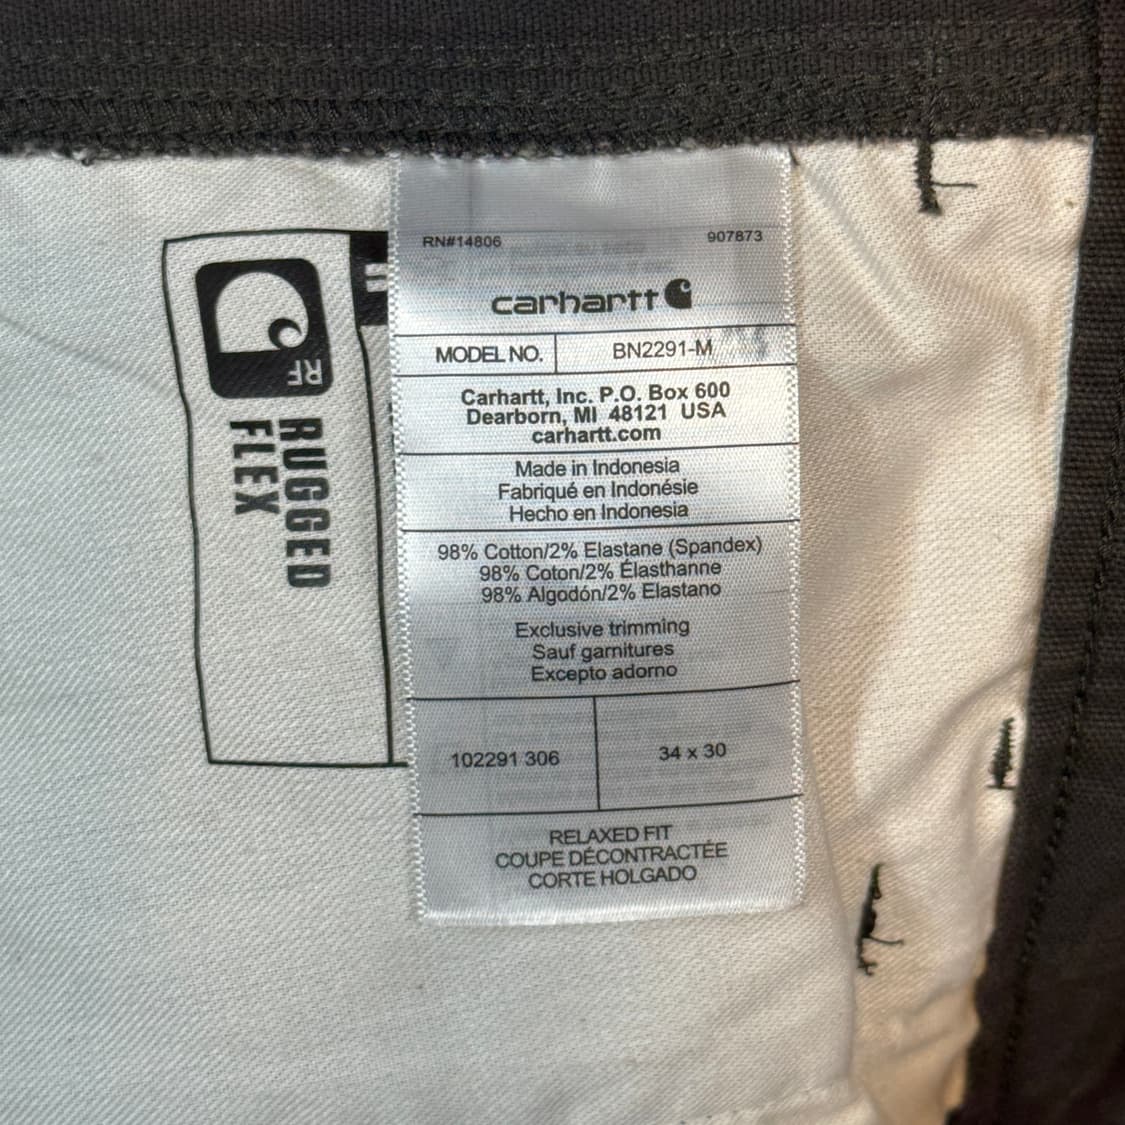 RN#14806 907873
carhartt
MODEL NO. BN2291-M
Carhartt, Inc. P.O. Box 600
Dearborn, MI 48121 USA
carhartt.com
Made in Indonesia
Fabriqué en Indonésie
Hecho en Indonesia
98% Cotton/2% Elastane (Spandex)
98% Coton/2% Élasthanne
98% Algodón/2% Elastano
Exclusive trimming
Sauf garnitures
Excepto adorno
102291 306 34 x 30
RELAXED FIT
COUPE DÉCONTRACTÉE
CORTE HOLGADO
RF
RUGGED
FLEX